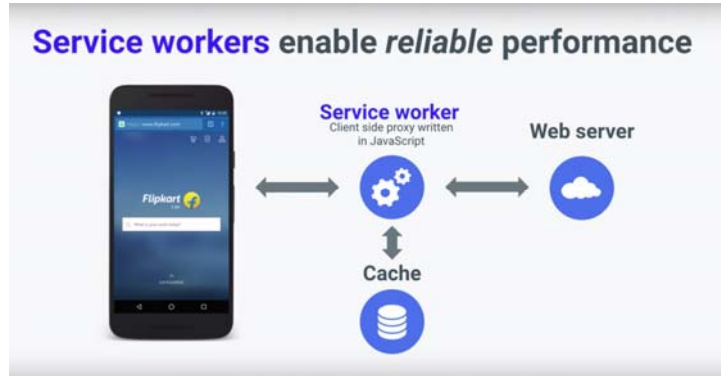 Service workers enable reliable performance
Service worker
Client side proxy written
in JavaScript
Web server
Flipkart
Cache